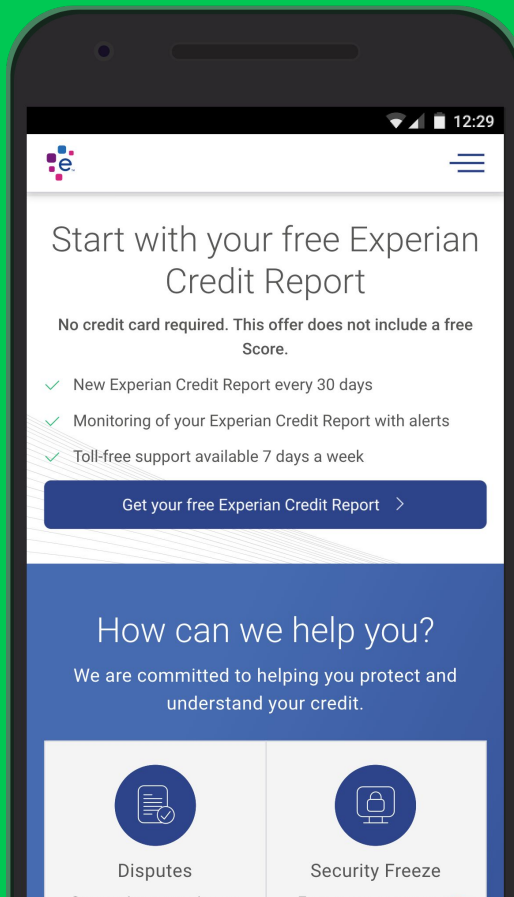 12:29
e
Start with your free Experian
Credit Report
No credit card required. This offer does not include a free
Score.
New Experian Credit Report every 30 days
Monitoring of your Experian Credit Report with alerts
Toll-free support available 7 days a week
Get your free Experian Credit Report
How can we help you?
We are committed to helping you protect and
understand your credit.
Disputes
Security Freeze